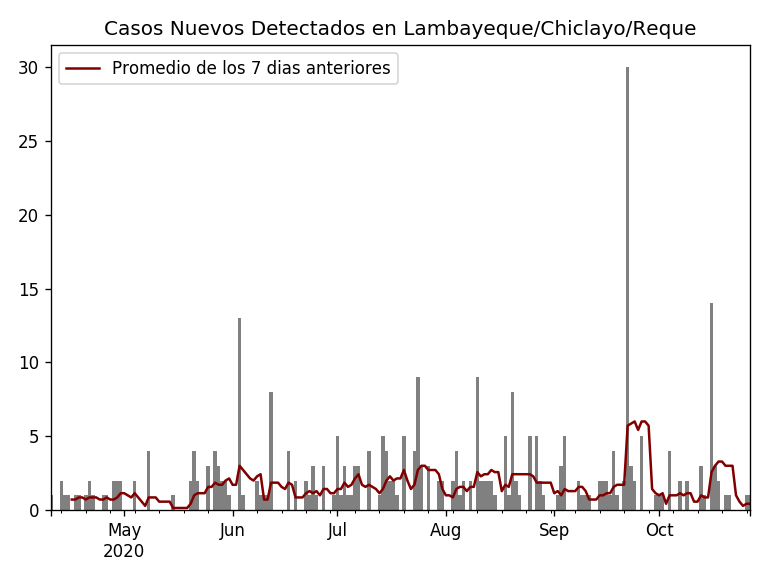 Casos Nuevos Detectados en Lambayeque/Chiclayo/Reque
Promedio de los 7 dias anteriores
30
25
20
15
10
5
0
May Jun Jul Aug Sep Oct
2020